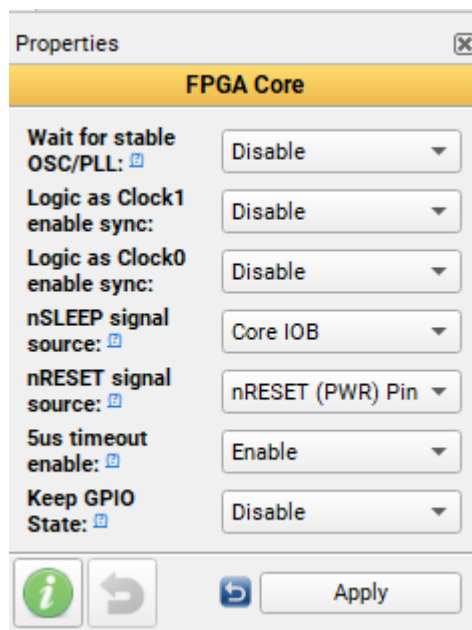 Properties
FPGA Core
Wait for stable
OSC/PLL:
Disable
Logic as Clock1
enable sync:
Disable
Logic as Clock0
enable sync:
Disable
nSLEEP signal
source:
Core IOB
nRESET signal
source:
nRESET (PWR) Pin
5us timeout
enable:
Enable
Keep GPIO
State:
Disable
Apply